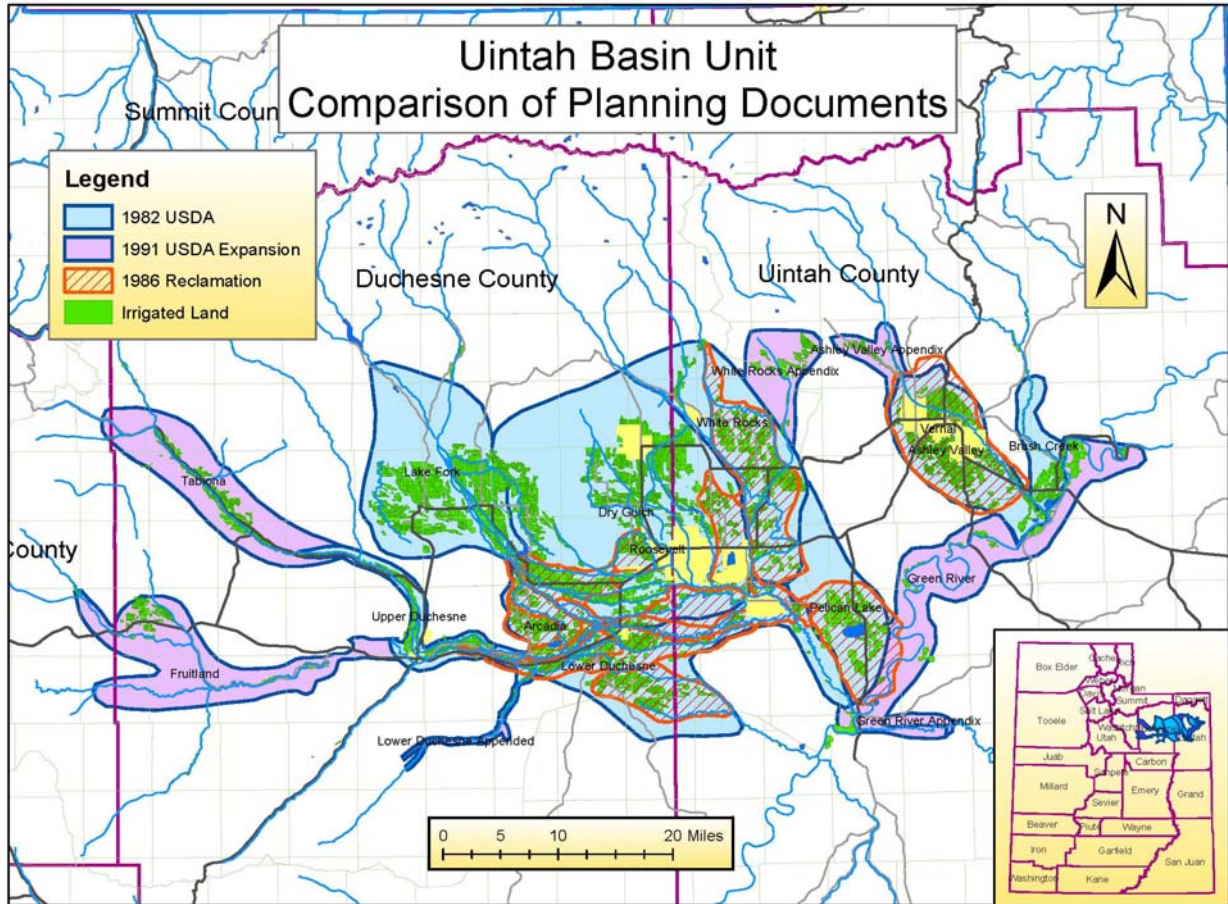 Uintah Basin Unit
Comparison of Planning Documents
Summit Coun
Legend
1982 USDA
1991 USDA Expansion
1986 Reclamation
Irrigated Land
N
Duchesne County
Uintah County
Ashley Valley Appendix
White Rocks Appendix
White Rocks
Vernal
Ashley Valley
Brush Creek
Lake Fork
Tabiona
Dry Gulch
County
Roosevelt
Green River
Upper Duchesne
Arcadia
Pelican Lake
Fruitland
Lower Duchesne
Green River Appendix
Lower Duchesne Appended
0 5 10 20 Miles
Box Elder
Cache
Rich
Weber
Morgan
Davis
Summit
Daggett
Salt Lake
Tooele
Wasatch
Utah
Uintah
Juab
Carbon
Sanpete
Millard
Emery
Grand
Sevier
Beaver
Piute
Wayne
Iron
Garfield
San Juan
Washington
Kane